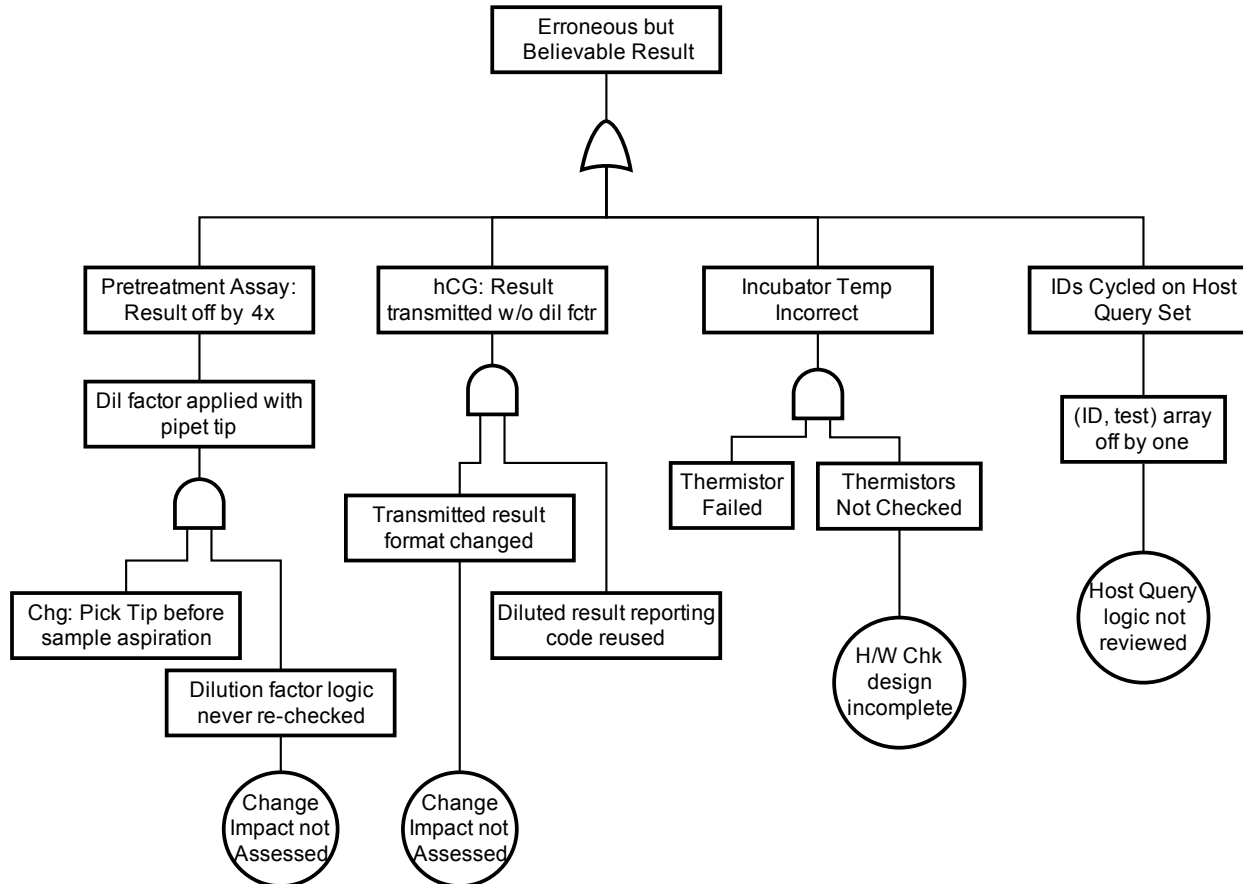 Erroneous but
Believable Result
Pretreatment Assay:
Result off by 4x
hCG: Result
transmitted w/o dil fctr
Incubator Temp
Incorrect
IDs Cycled on Host
Query Set
Dil factor applied with
pipet tip
(ID, test) array
off by one
Thermistor
Failed
Thermistors
Not Checked
Transmitted result
format changed
Chg: Pick Tip before
sample aspiration
Diluted result reporting
code reused
Host Query
logic not
reviewed
H/W Chk
design
incomplete
Dilution factor logic
never re-checked
Change
Impact not
Assessed
Change
Impact not
Assessed